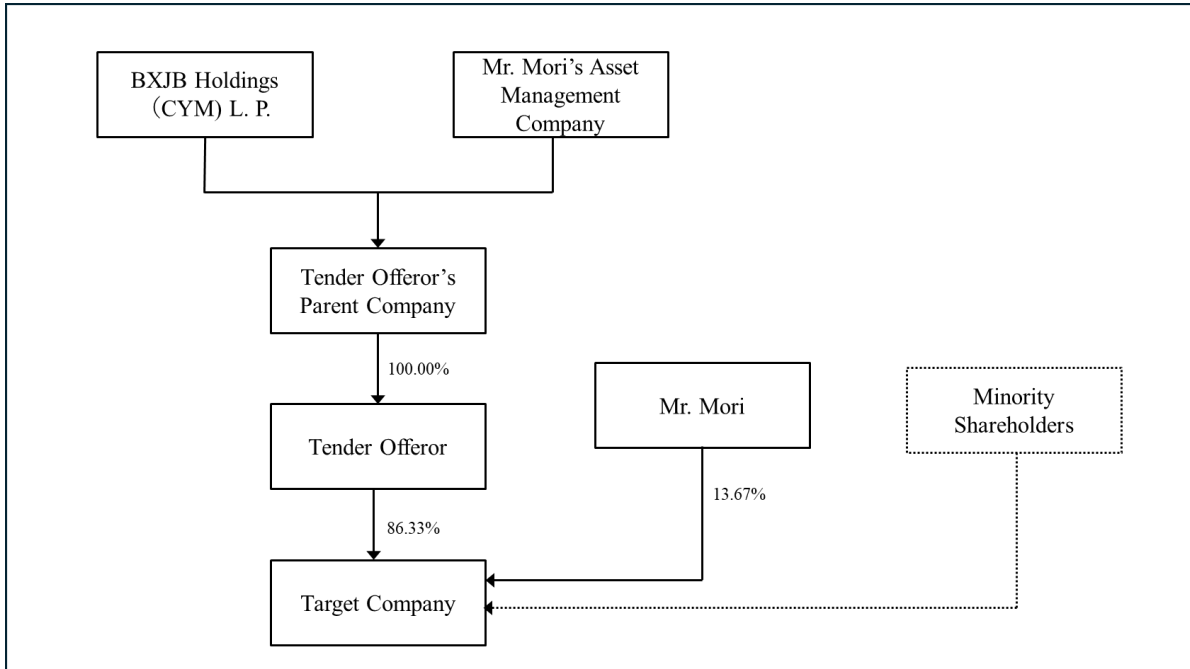 BXJB Holdings
（CYM) L. P.
Mr. Mori’s Asset
Management
Company
Tender Offeror’s
Parent Company
100.00%
Tender Offeror
Mr. Mori
Minority
Shareholders
86.33%
13.67%
Target Company